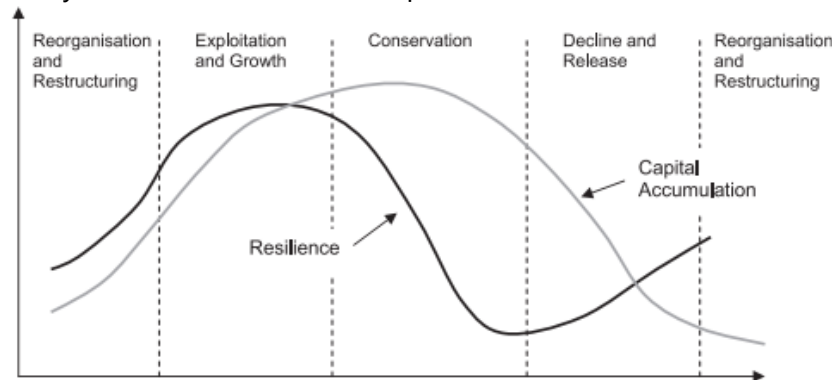 Reorganisation
and
Restructuring
Exploitation
and Growth
Conservation
Decline and
Release
Reorganisation
and
Restructuring
Capital
Accumulation
Resilience